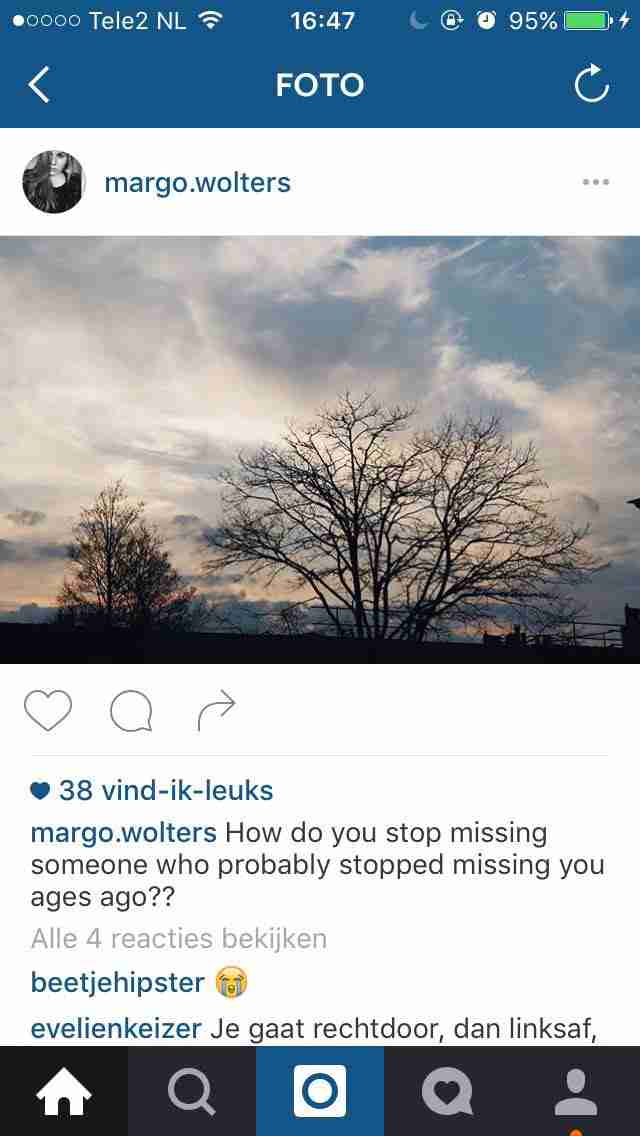 Tele2 NL 16:47 95%
FOTO
margo.wolters
38 vind-ik-leuks
margo.wolters How do you stop missing
someone who probably stopped missing you
ages ago??
Alle 4 reacties bekijken
beetjehipster 😭
evelienkeizer Je gaat rechtdoor, dan linksaf,